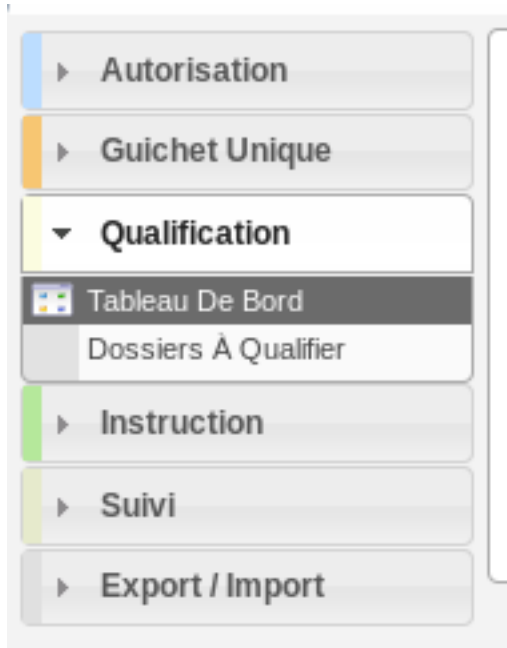 Autorisation
Guichet Unique
Qualification
Tableau De Bord
Dossiers À Qualifier
Instruction
Suivi
Export / Import